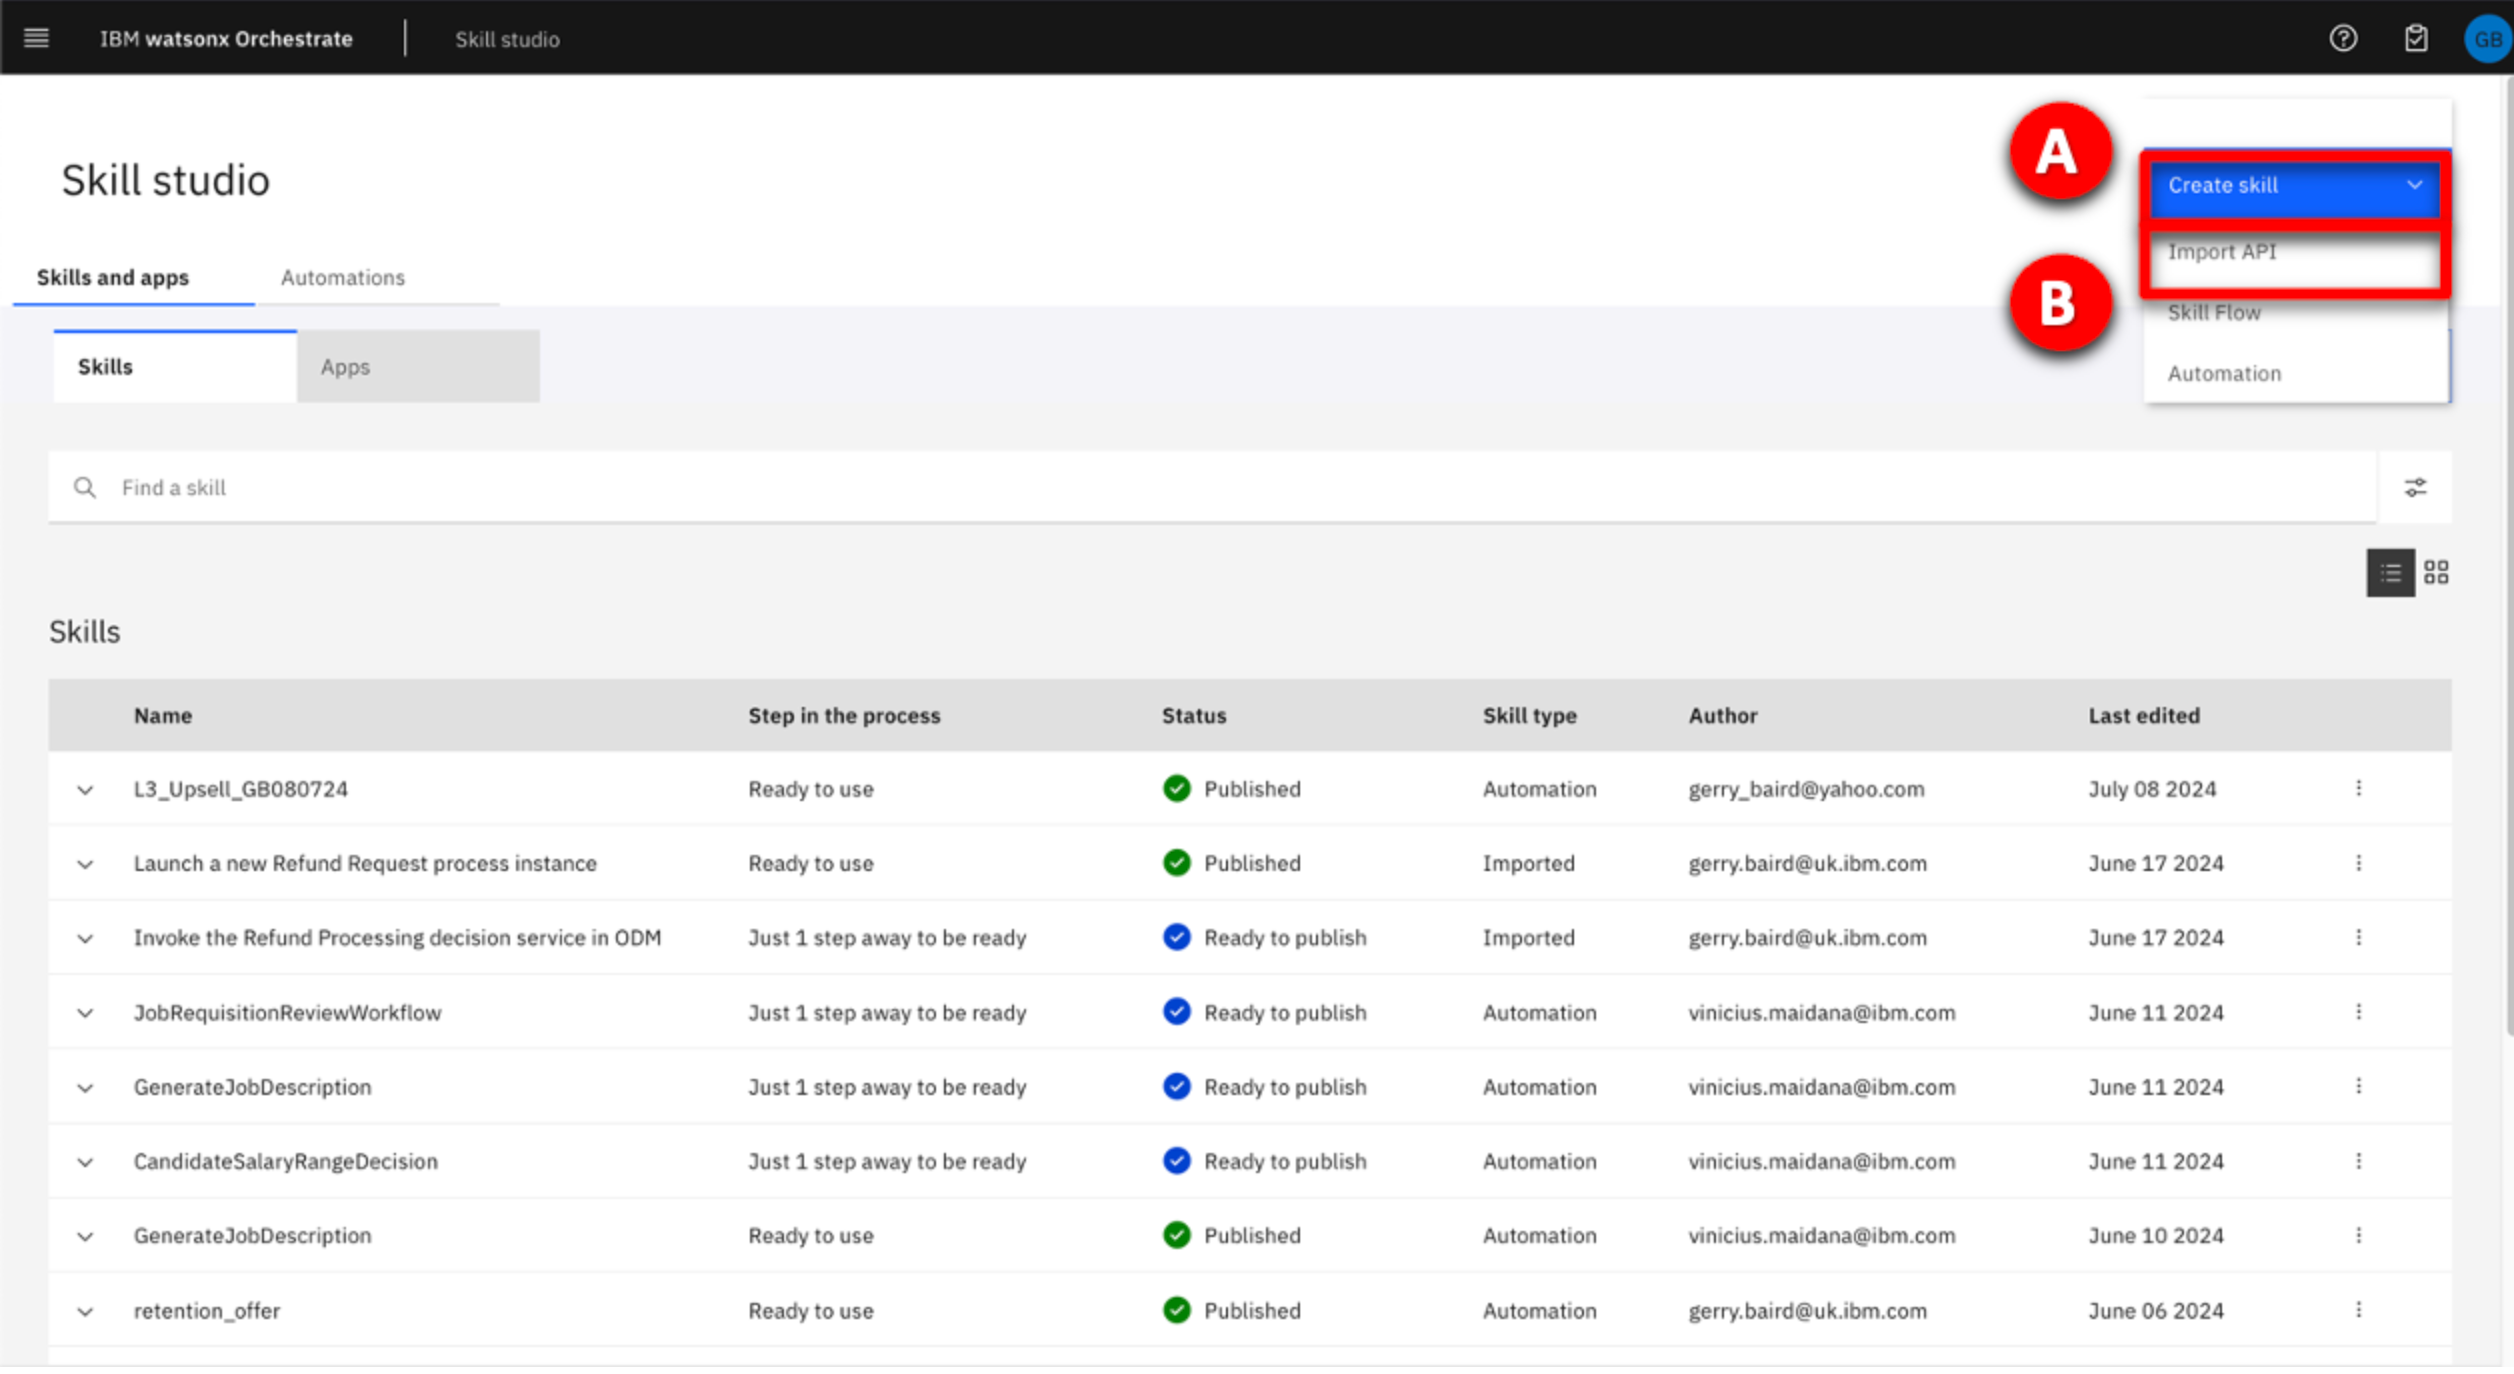 IBM watsonx Orchestrate Skill studio GB
A
Skill studio
Create skill
Import API
Skills and apps Automations
B
Skill Flow
Skills Apps
Automation
Find a skill
Skills
Name Step in the process Status Skill type Author Last edited
L3_Upsell_GB080724 Ready to use Published Automation gerry_baird@yahoo.com July 08 2024
Launch a new Refund Request process instance Ready to use Published Imported gerry.baird@uk.ibm.com June 17 2024
Invoke the Refund Processing decision service in ODM Just 1 step away to be ready Ready to publish Imported gerry.baird@uk.ibm.com June 17 2024
JobRequisitionReviewWorkflow Just 1 step away to be ready Ready to publish Automation vinicius.maidana@ibm.com June 11 2024
GenerateJobDescription Just 1 step away to be ready Ready to publish Automation vinicius.maidana@ibm.com June 11 2024
CandidateSalaryRangeDecision Just 1 step away to be ready Ready to publish Automation vinicius.maidana@ibm.com June 11 2024
GenerateJobDescription Ready to use Published Automation vinicius.maidana@ibm.com June 10 2024
retention_offer Ready to use Published Automation gerry.baird@uk.ibm.com June 06 2024